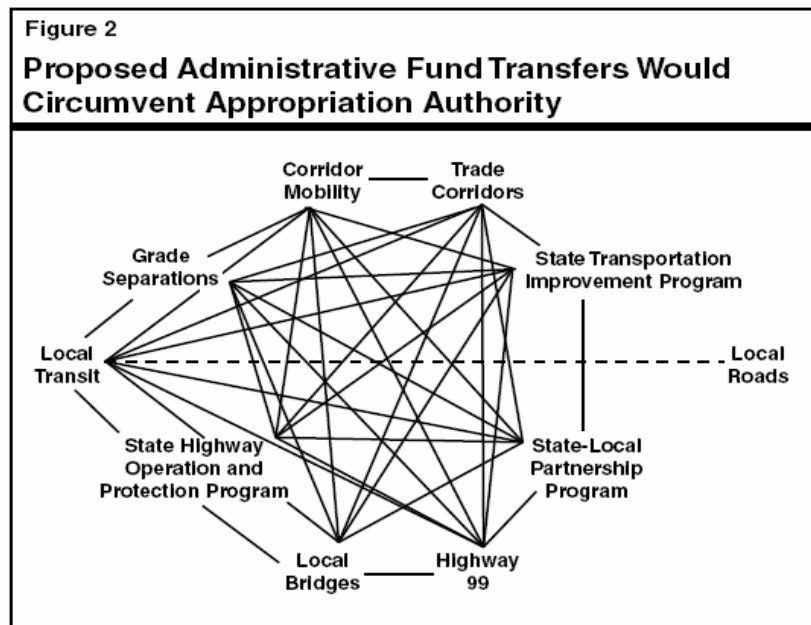 Figure 2
Proposed Administrative Fund Transfers Would
Circumvent Appropriation Authority
Corridor
Mobility
Trade
Corridors
Grade
Separations
State Transportation
Improvement Program
Local
Transit
Local
Roads
State Highway
Operation and
Protection Program
State-Local
Partnership
Program
Local
Bridges
Highway
99